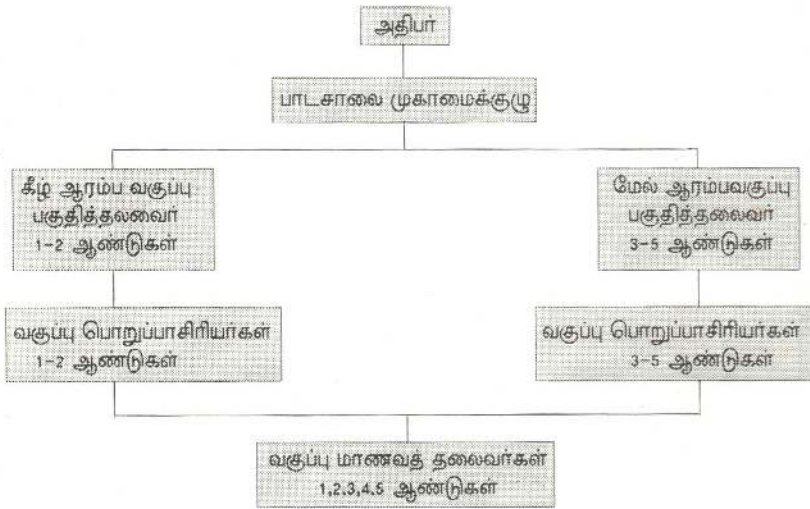 அதிபர்
பாடசாலை முகாமைக்குழு
கீழ் ஆரம்ப வகுப்பு
பகுதித்தலைவர்
1-2 ஆண்டுகள்
மேல் ஆரம்பவகுப்பு
பகுதித்தலைவர்
3-5 ஆண்டுகள்
வகுப்பு பொறுப்பாசிரியர்கள்
1-2 ஆண்டுகள்
வகுப்பு பொறுப்பாசிரியர்கள்
3-5 ஆண்டுகள்
வகுப்பு மாணவத் தலைவர்கள்
1,2.3,4.5 ஆண்டுகள்